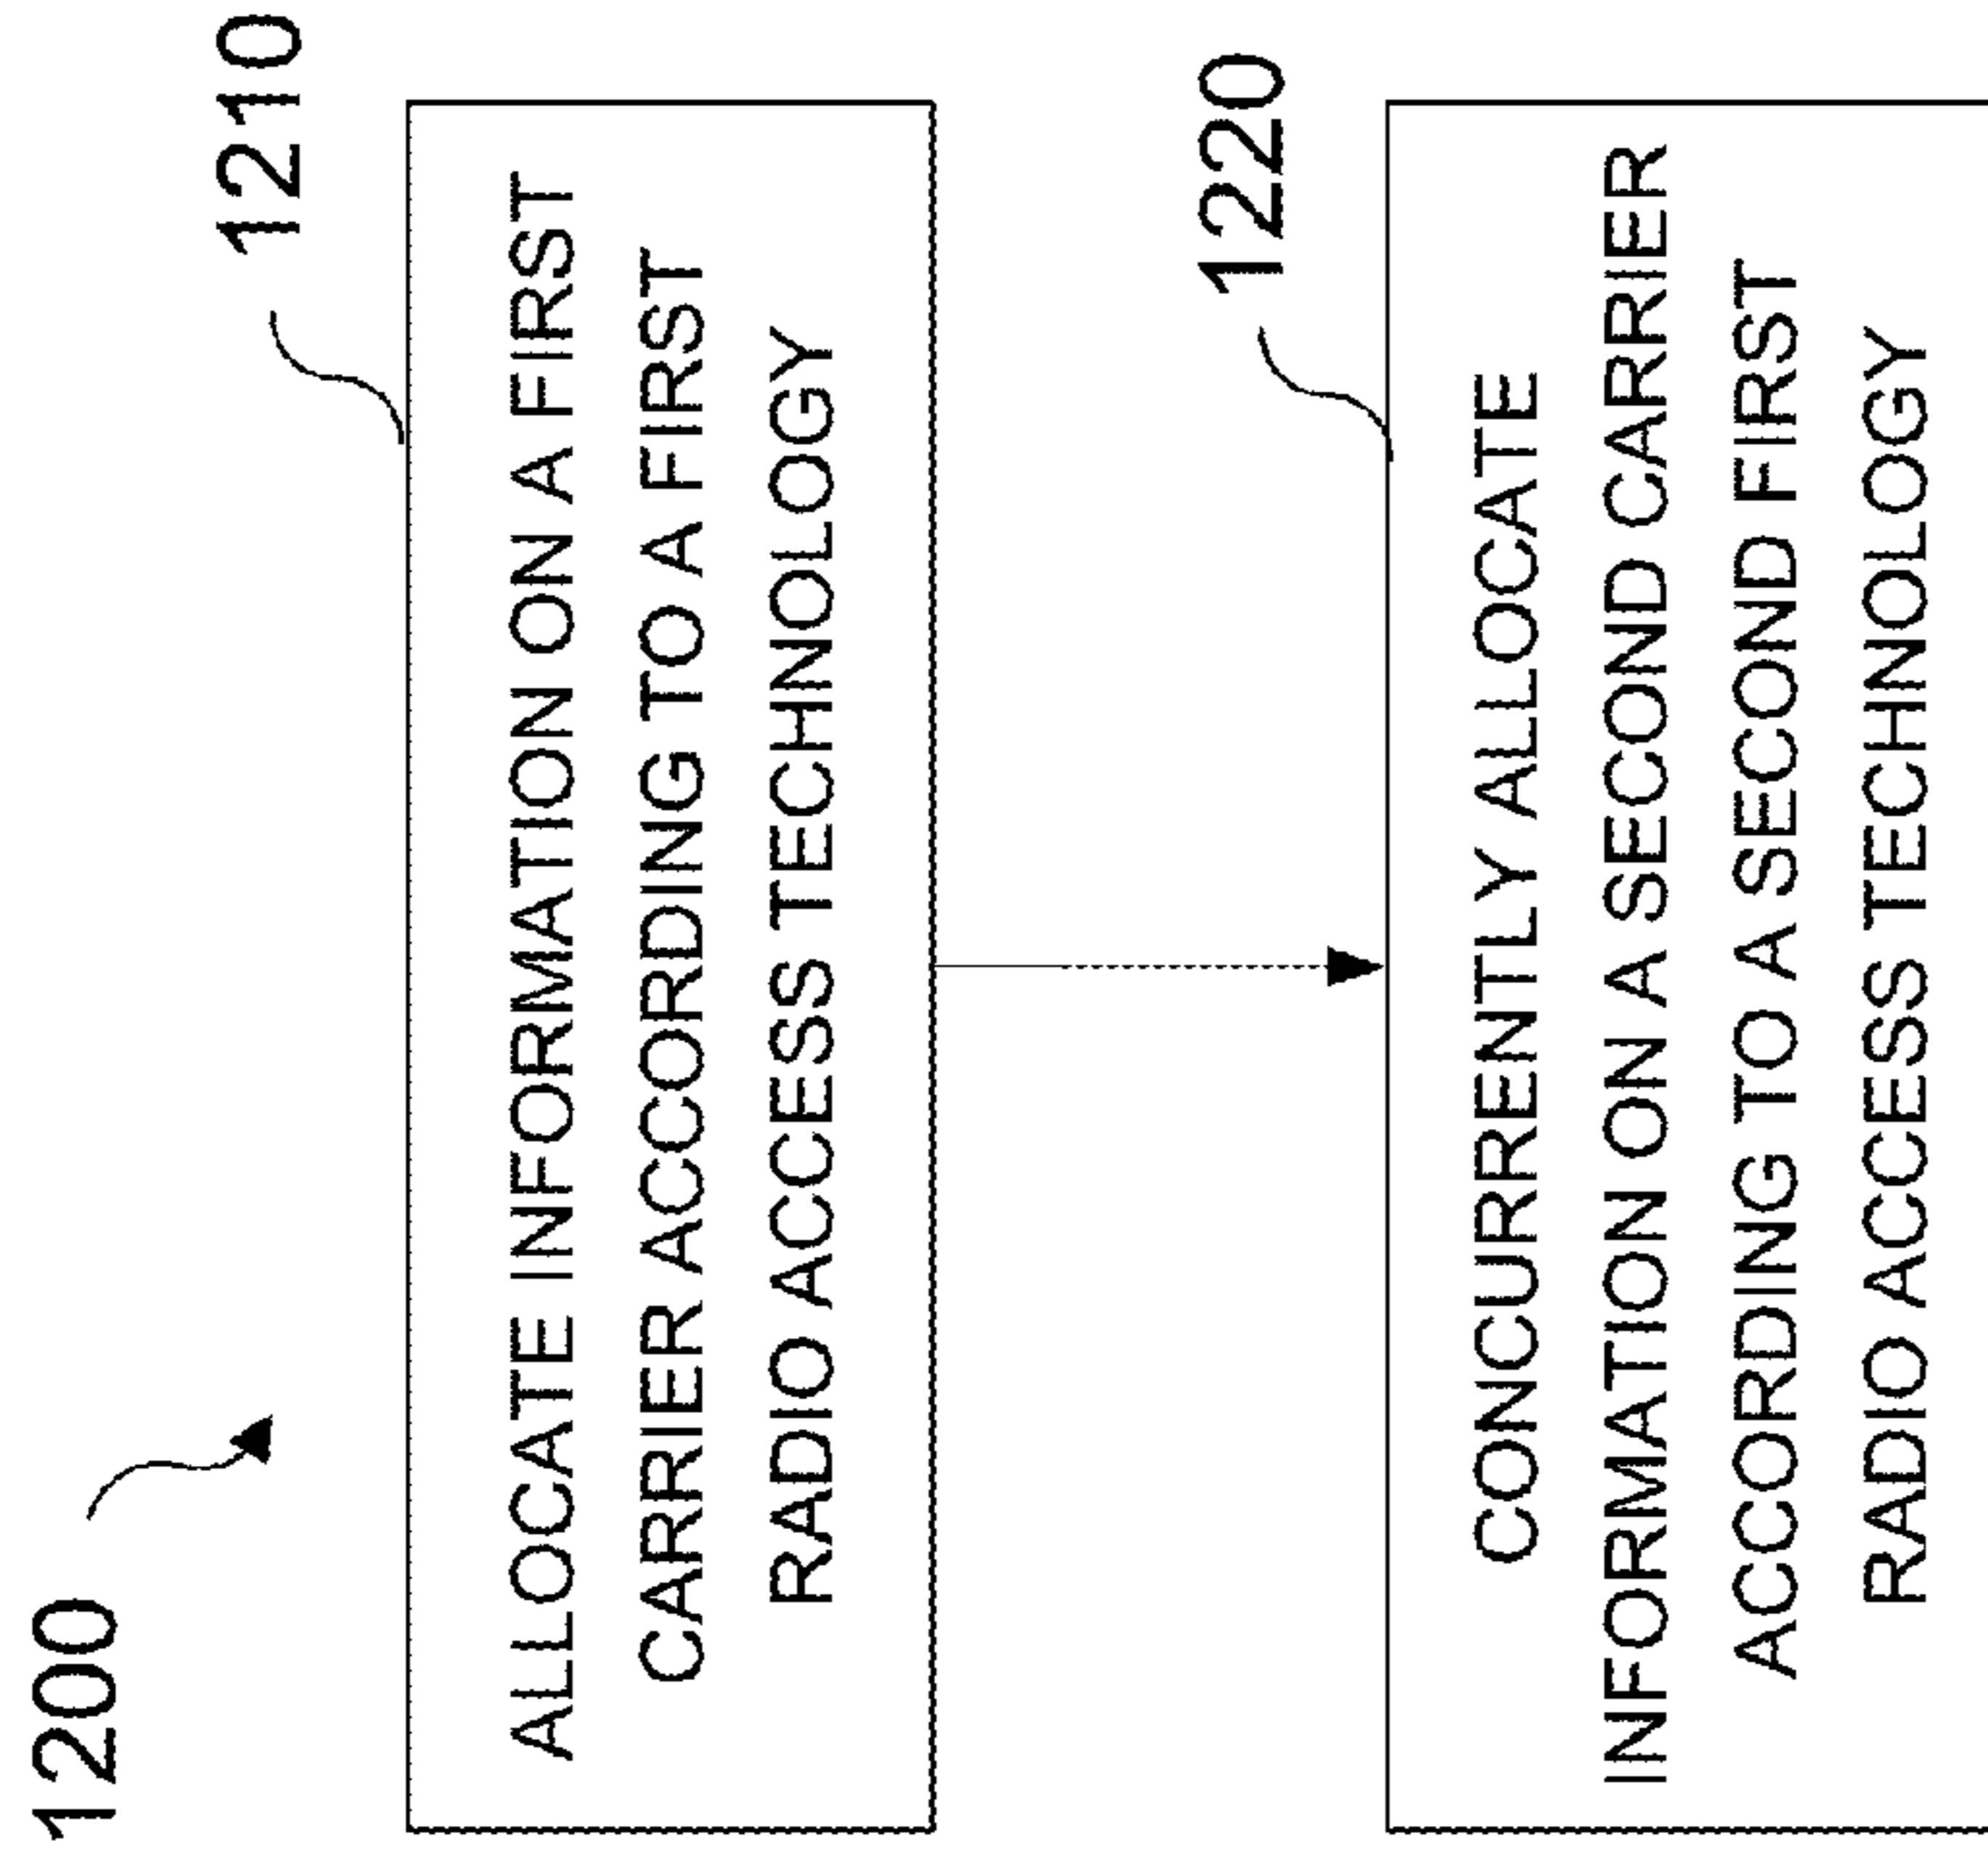 1200
1210
ALLOCATE INFORMATION ON A FIRST
CARRIER ACCORDING TO A FIRST
RADIO ACCESS TECHNOLOGY
1220
CONCURRENTLY ALLOCATE
INFORMATION ON A SECOND CARRIER
ACCORDING TO A SECOND FIRST
RADIO ACCESS TECHNOLOGY